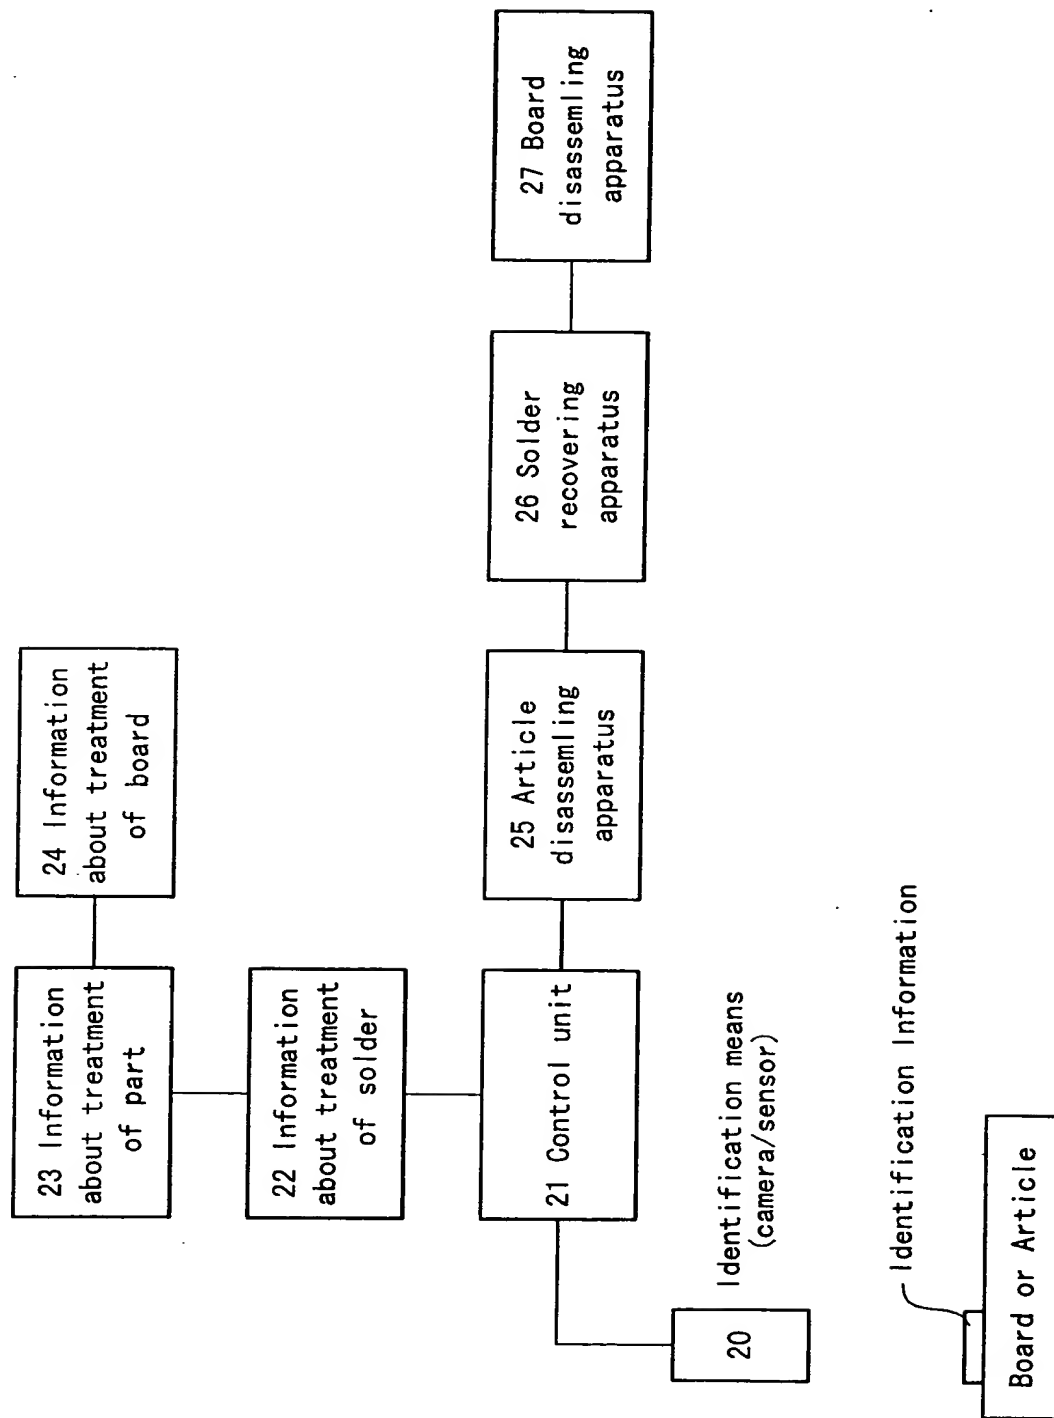 23 Information
about treatment
of part
24 Information
about treatment
of board
22 Information
about treatment
of solder
21 Control unit
25 Article
disassemling
apparatus
26 Solder
recovering
apparatus
27 Board
disassemling
apparatus
20
Identification means
(camera/sensor)
Identification Information
Board or Article